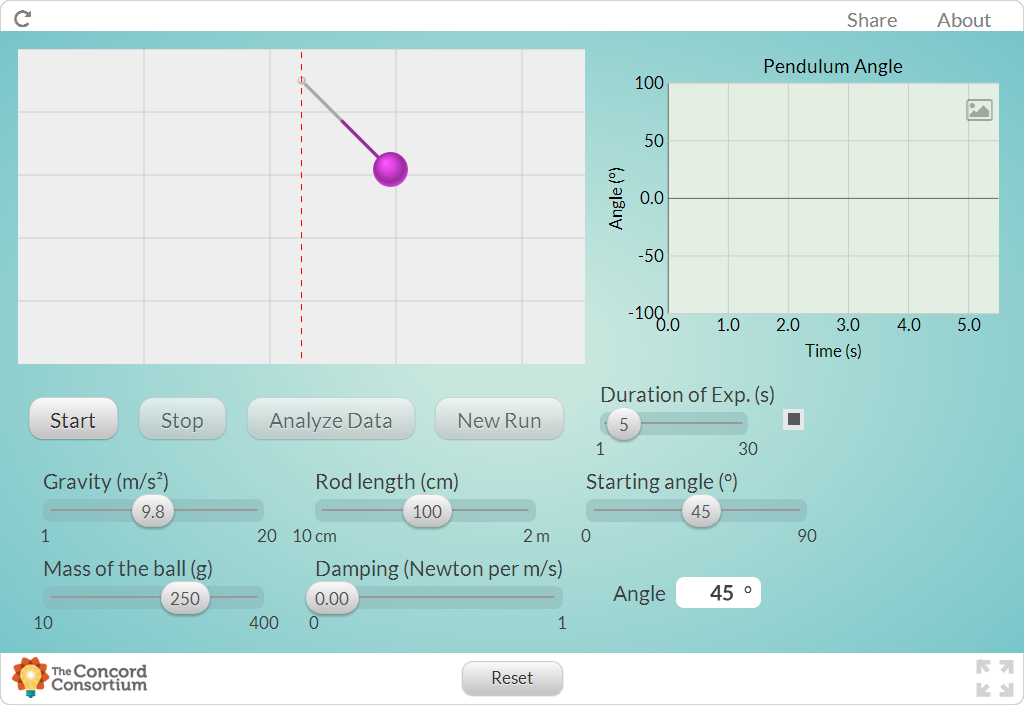 Share About
Pendulum Angle
100
50
0.0
-50
-100
Angle (º)
0.0 1.0 2.0 3.0 4.0 5.0
Time (s)
Start Stop Analyze Data New Run
Duration of Exp. (s)
5
1 30
Gravity (m/s²) Rod length (cm) Starting angle (º)
9.8 100 45
1 20 10 cm 2 m 0 90
Mass of the ball (g) Damping (Newton per m/s)
250 0.00
10 400 0 1
Angle 45 º
The Concord
Consortium
Reset